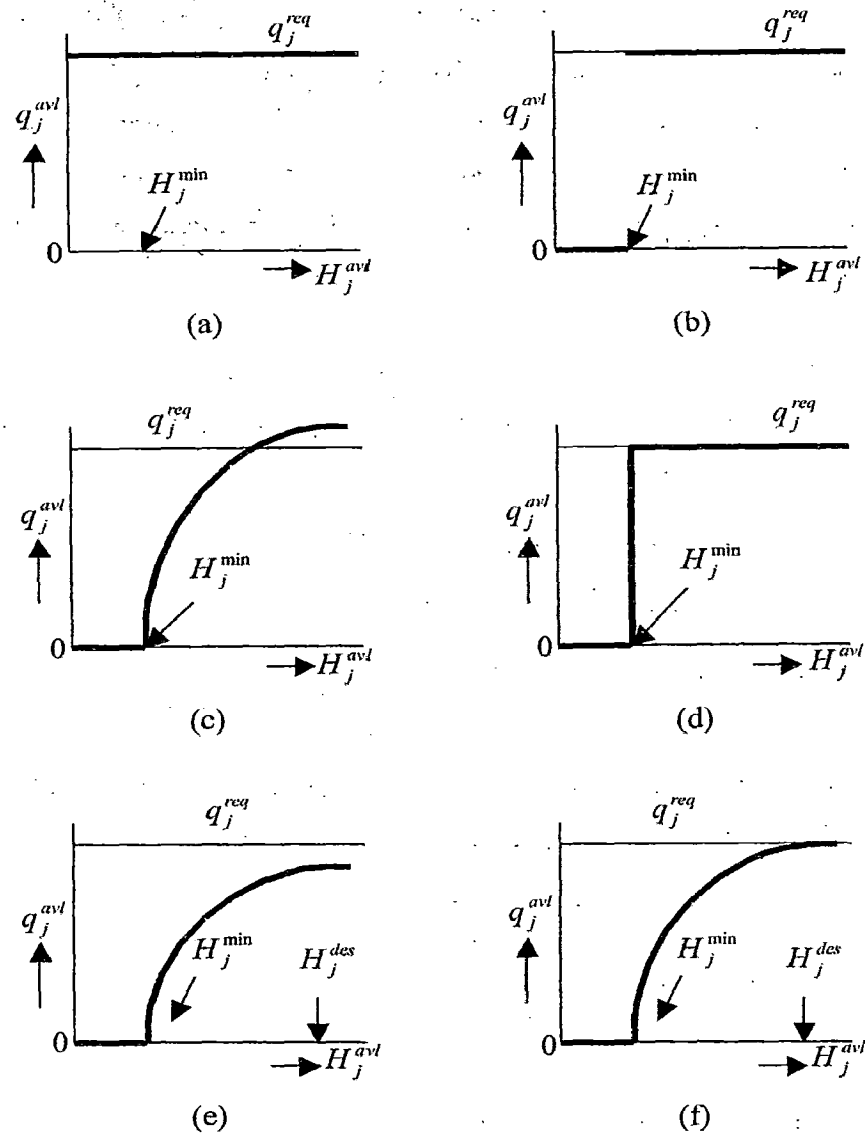 q_j^{req}
q_j^{avl}
H_j^{min}
0
H_j^{avl}
(a)
q_j^{req}
q_j^{avl}
H_j^{min}
0
H_j^{avl}
(b)
q_j^{req}
q_j^{avl}
H_j^{min}
0
H_j^{avl}
(c)
q_j^{req}
q_j^{avl}
H_j^{min}
0
H_j^{avl}
(d)
q_j^{req}
q_j^{avl}
H_j^{min}
H_j^{des}
0
H_j^{avl}
(e)
q_j^{req}
q_j^{avl}
H_j^{min}
H_j^{des}
0
H_j^{avl}
(f)